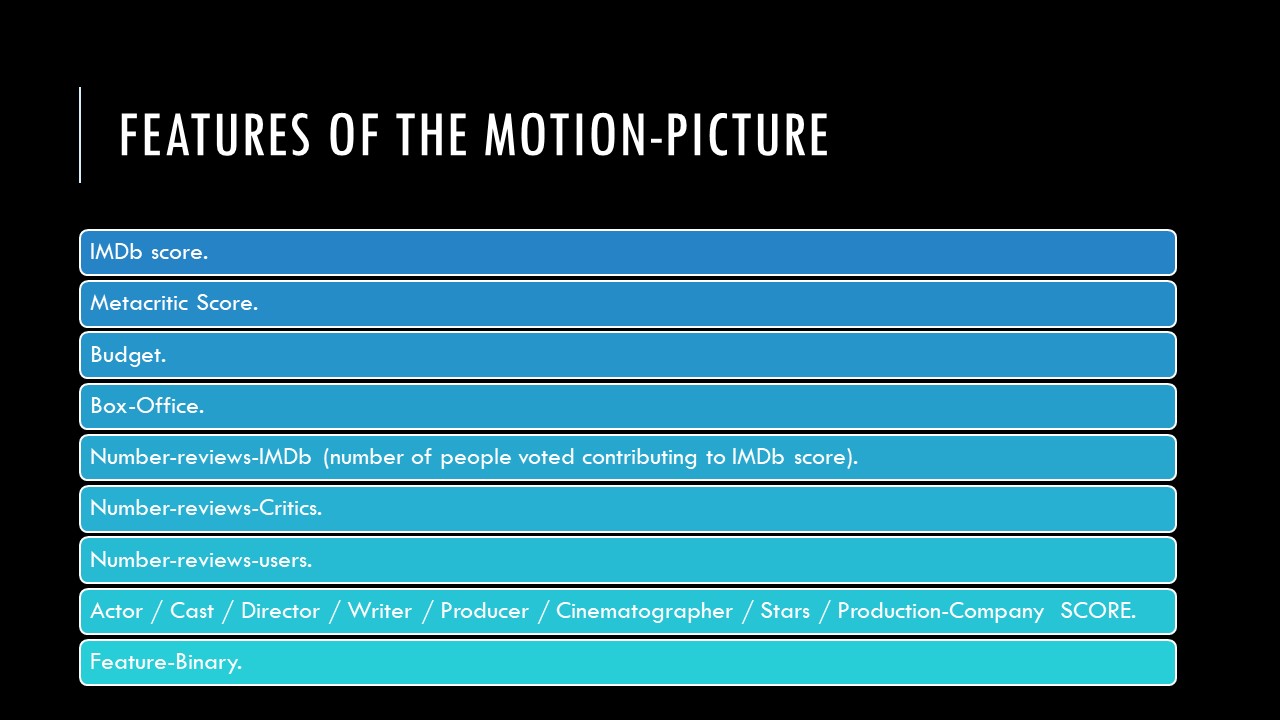 FEATURES OF THE MOTION-PICTURE
IMDb score.
Metacritic Score.
Budget.
Box-Office.
Number-reviews-IMDb (number of people voted contributing to IMDb score).
Number-reviews-Critics.
Number-reviews-users.
Actor / Cast / Director / Writer / Producer / Cinematographer / Stars / Production-Company SCORE.
Feature-Binary.